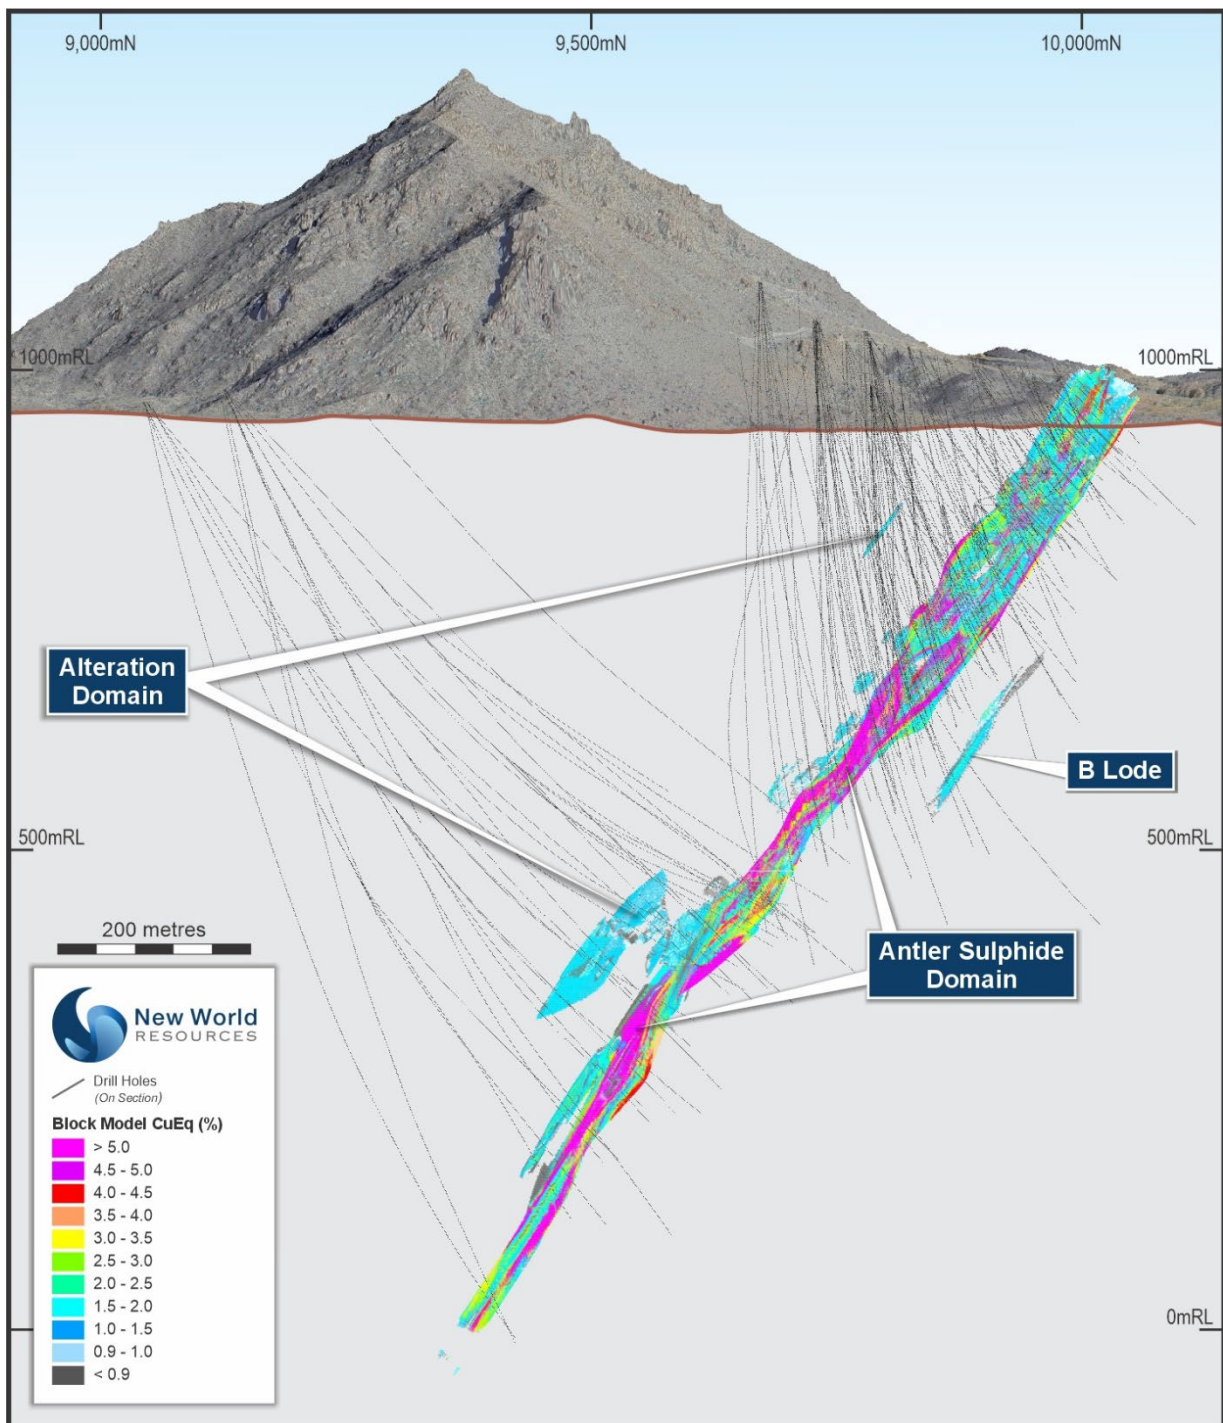 9,000mN
9,500mN
10,000mN
1000mRL
1000mRL
Alteration
Domain
B Lode
500mRL
500mRL
200 metres
Antler Sulphide
Domain
New World
RESOURCES
Drill Holes
(On Section)
Block Model CuEq (%)
> 5.0
4.5 - 5.0
4.0 - 4.5
3.5 - 4.0
3.0 - 3.5
2.5 - 3.0
2.0 - 2.5
1.5 - 2.0
1.0 - 1.5
0.9 - 1.0
< 0.9
0mRL